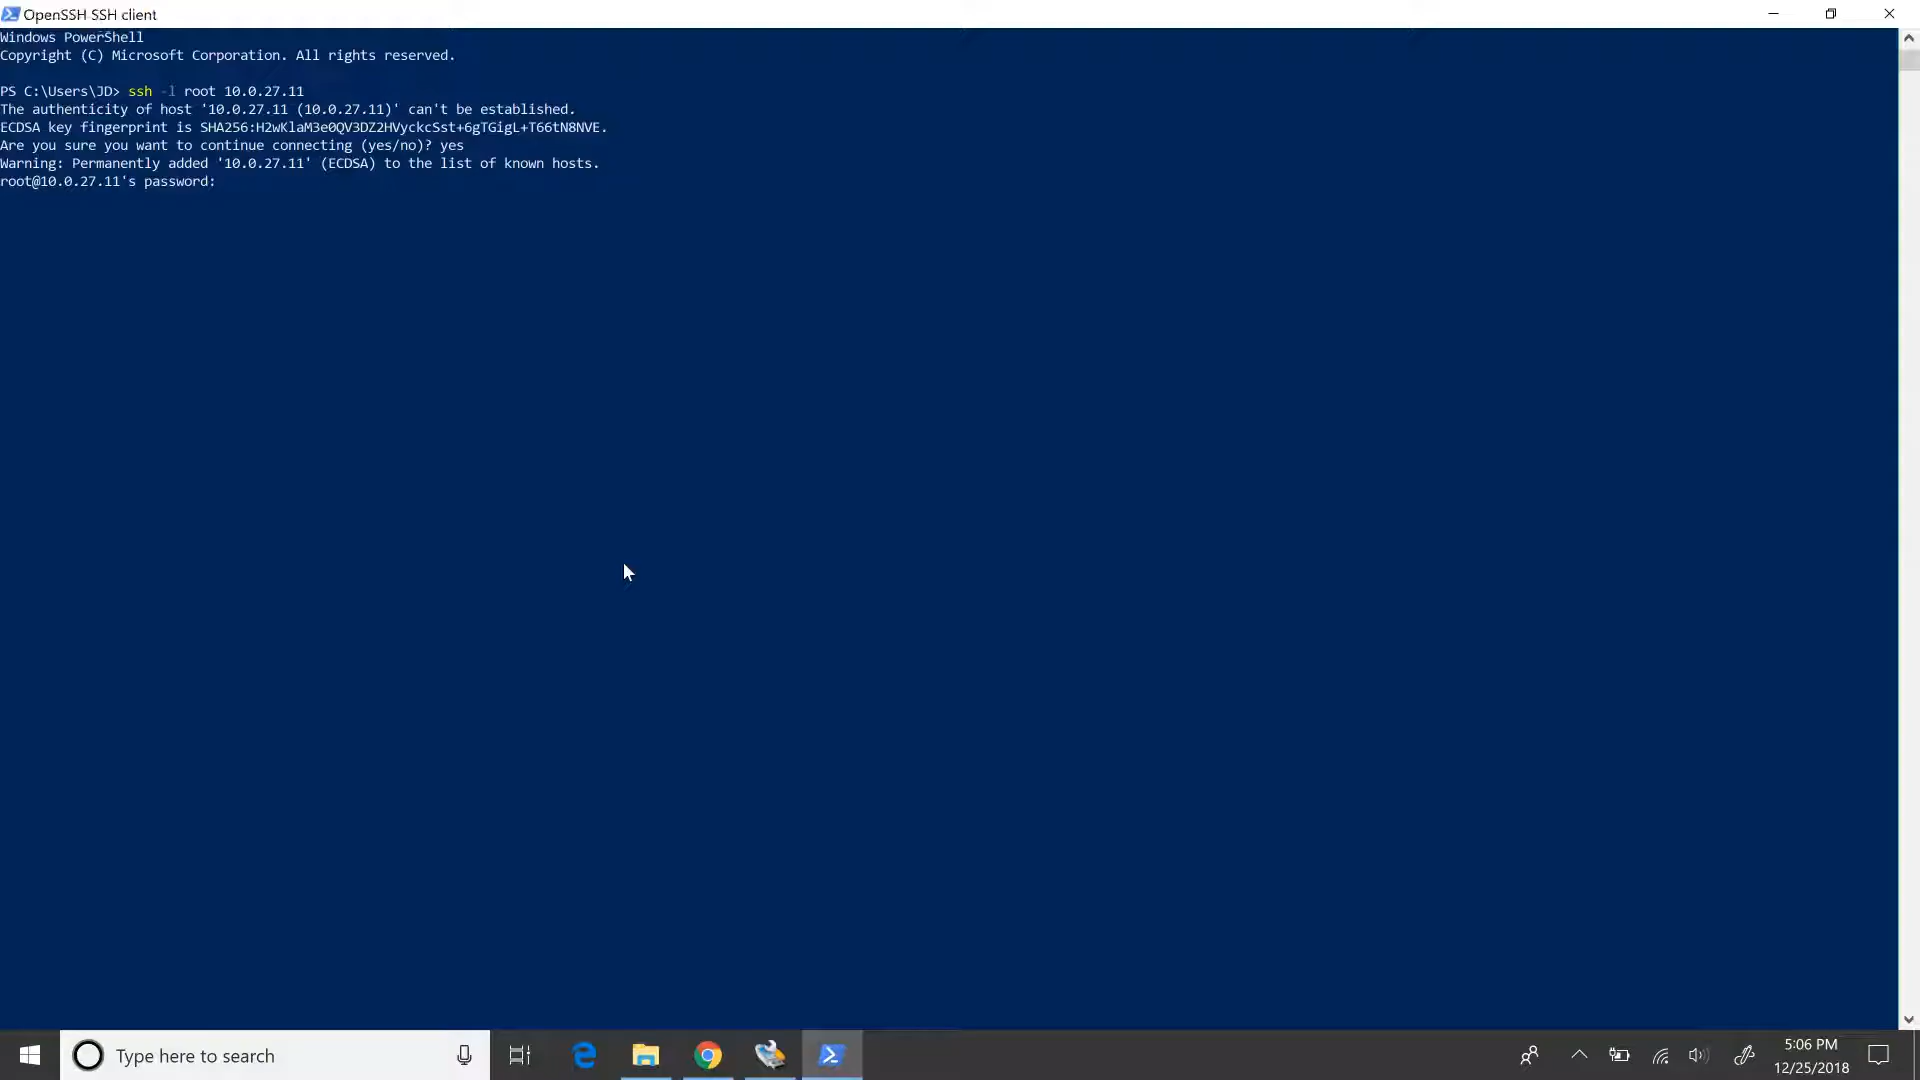 OpenSSH SSH client
Windows PowerShell
Copyright (C) Microsoft Corporation. All rights reserved.
PS C:\Users\JD> ssh -l root 10.0.27.11
The authenticity of host '10.0.27.11 (10.0.27.11)' can't be established.
ECDSA key fingerprint is SHA256:H2wKlaM3e0QV3DZ2HVyckcSst+6gTGigL+T66tN8NVE.
Are you sure you want to continue connecting (yes/no)? yes
Warning: Permanently added '10.0.27.11' (ECDSA) to the list of known hosts.
root@10.0.27.11's password:
Type here to search
5:06 PM
12/25/2018